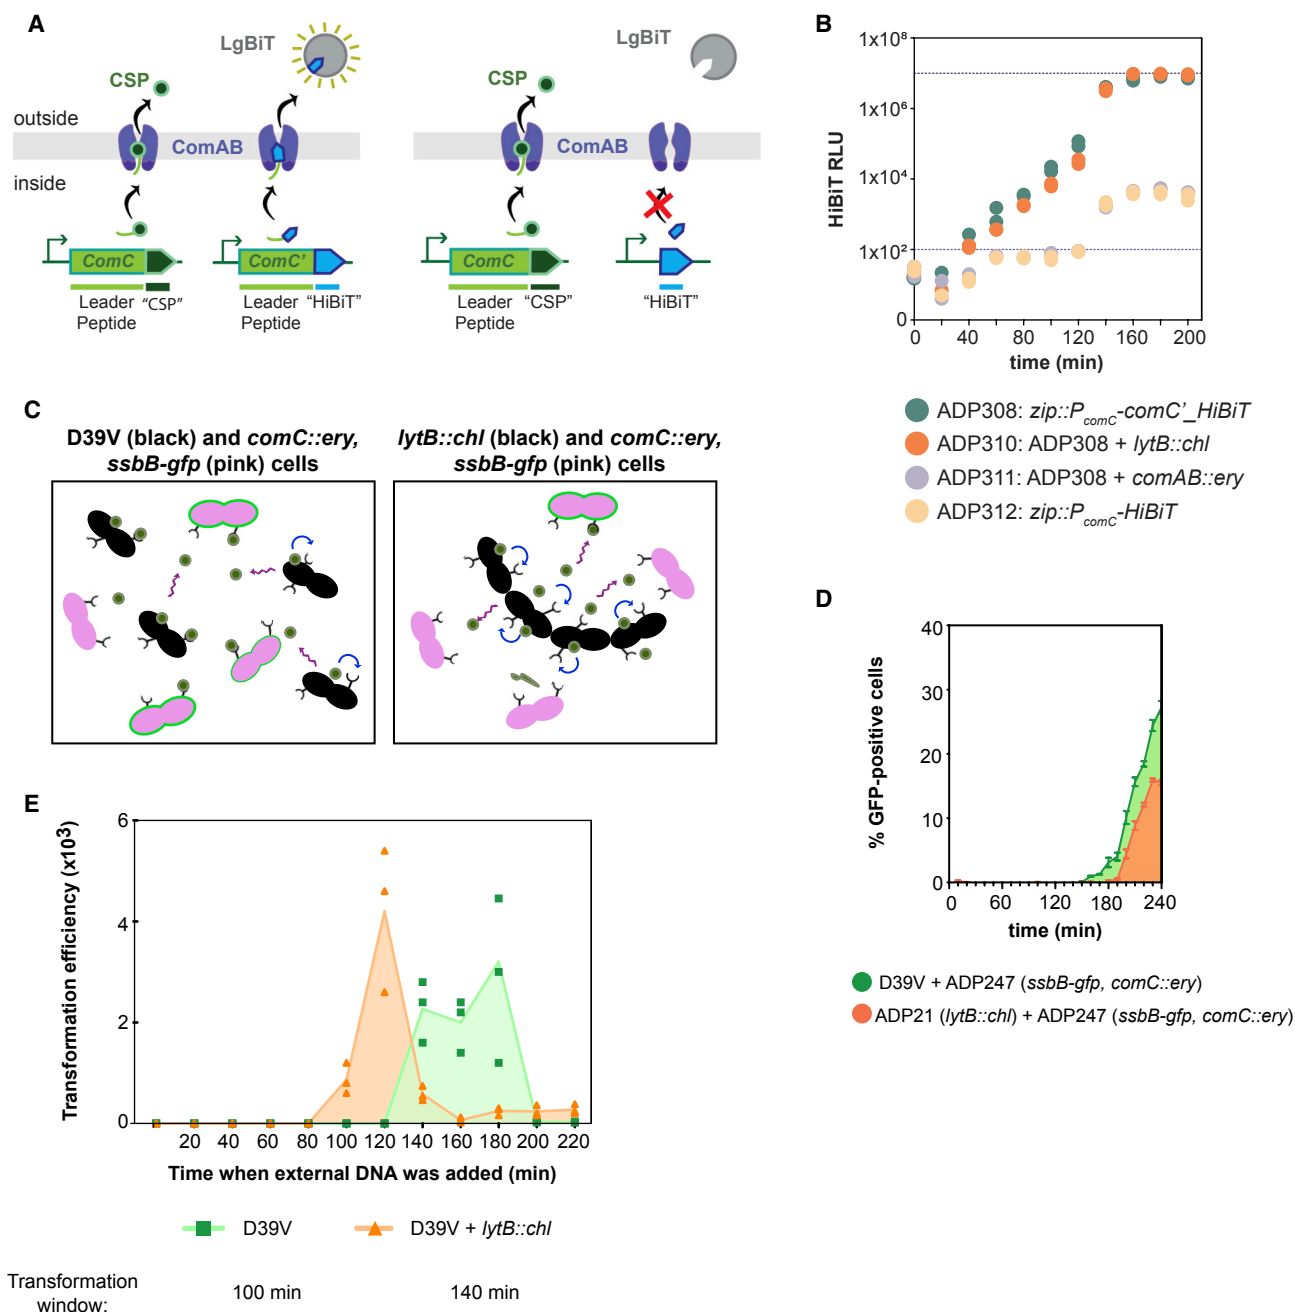 A
LgBiT
CSP
outside
ComAB
inside
ComC
ComC'
Leader Peptide
"CSP"
Leader Peptide
"HiBiT"
LgBiT
CSP
ComAB
ComC
Leader Peptide
"CSP"
"HiBiT"
B
HiBiT RLU
1x10⁸
1x10⁶
1x10⁴
1x10²
0
0 40 80 120 160 200
time (min)
ADP308: zip::P_comC-comC'_HiBiT
ADP310: ADP308 + lytB::chl
ADP311: ADP308 + comAB::ery
ADP312: zip::P_comC-HiBiT
C
D39V (black) and comC::ery,
ssbB-gfp (pink) cells
lytB::chl (black) and comC::ery,
ssbB-gfp (pink) cells
D
% GFP-positive cells
40
30
20
10
0
0 60 120 180 240
time (min)
D39V + ADP247 (ssbB-gfp, comC::ery)
ADP21 (lytB::chl) + ADP247 (ssbB-gfp, comC::ery)
E
Transformation efficiency (x10³)
6
4
2
0
20 40 60 80 100 120 140 160 180 200 220
Time when external DNA was added (min)
D39V
D39V + lytB::chl
Transformation
window:
100 min
140 min